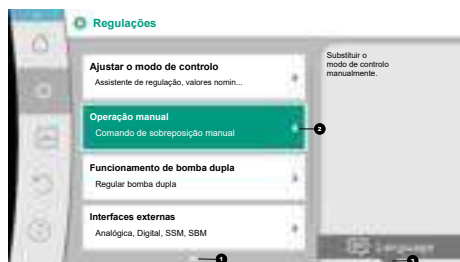 Regulações
Ajustar o modo de controlo
Assistente de regulação, valores nomin...
Operação manual
Comando de sobreposição manual
2
Funcionamento de bomba dupla
Regular bomba dupla
Interfaces externas
Analógica, Digital, SSM, SBM
Substituir o
modo de controlo
manualmente.
Language
1
3